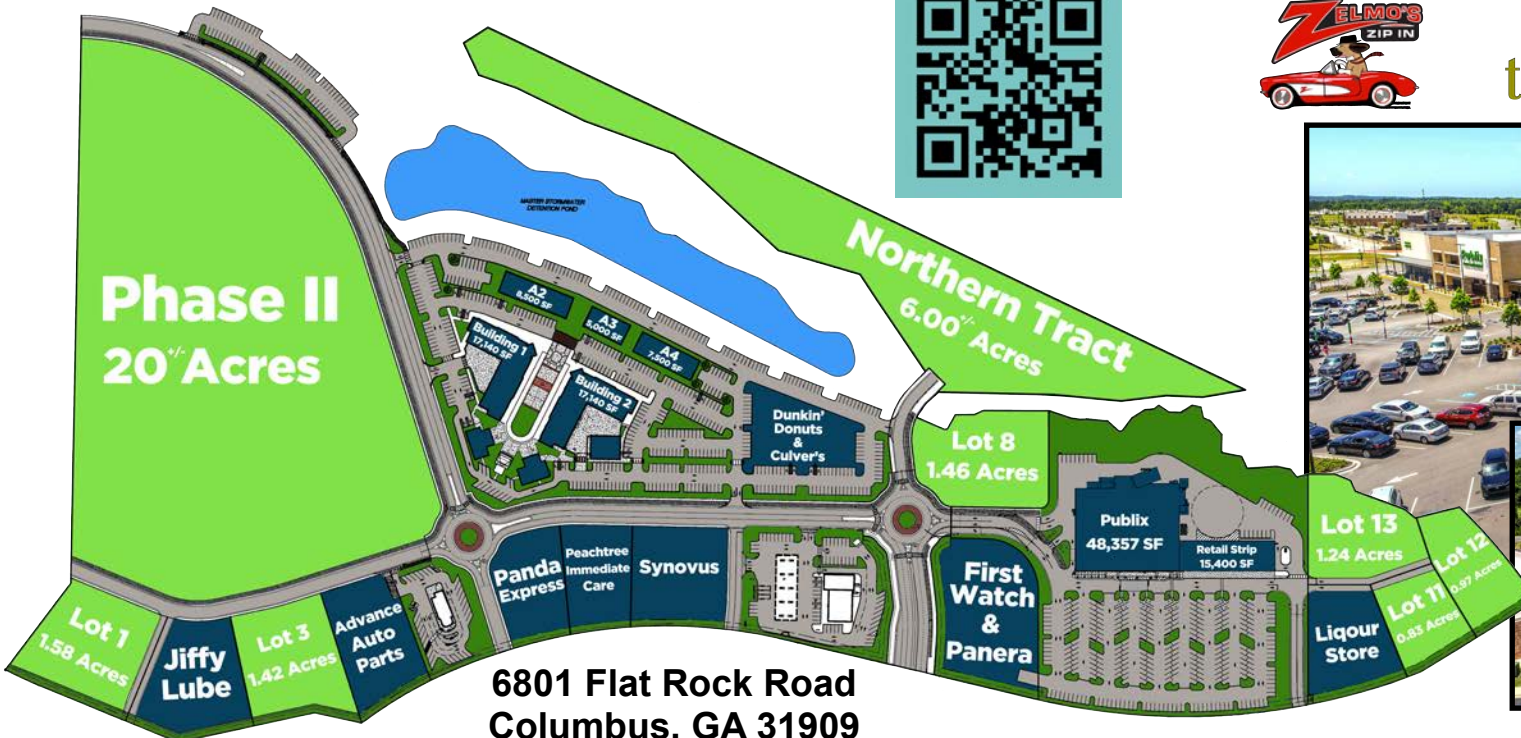 ZELMO'S
ZIP IN
t
MASTER STORMWATER
DETENTION POND
Publix
Phase II
20+/- Acres
Northern Tract
6.00+/- Acres
A2
8,500 SF
A3
5,000 SF
A4
7,500 SF
Building 1
17,140 SF
Building 2
17,140 SF
Dunkin'
Donuts
&
Culver's
Lot 8
1.46 Acres
Publix
48,357 SF
Retail Strip
15,400 SF
Lot 13
1.24 Acres
Lot 12
0.97 Acres
Lot 11
0.83 Acres
Liqour
Store
First
Watch
&
Panera
Synovus
Peachtree
Immediate
Care
Panda
Express
Advance
Auto
Parts
Lot 3
1.42 Acres
Jiffy
Lube
Lot 1
1.58 Acres
6801 Flat Rock Road
Columbus, GA 31909